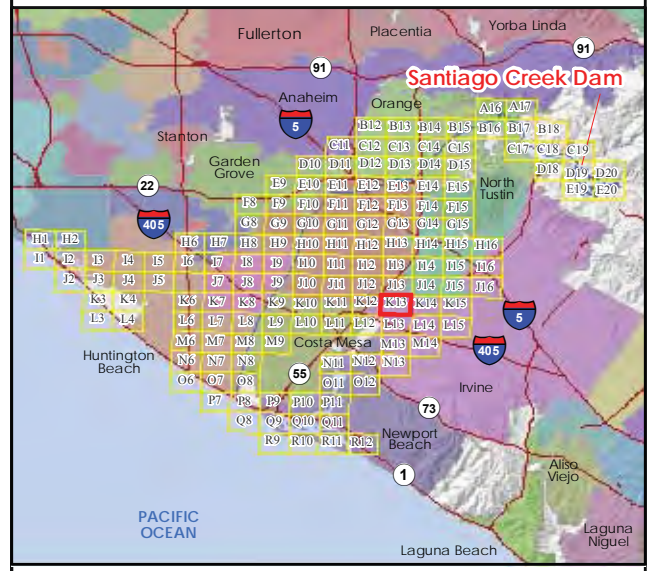 Fullerton
Placentia
Yorba Linda
91
91
Santiago Creek Dam
Anaheim
Orange
A16 A17
5
B12 B13 B14 B15 B16 B17 B18
Stanton
C11 C12 C13 C14 C15 C17 C18 C19
Garden
Grove
D10 D11 D12 D13 D14 D15 D18 D19 D20
22
E9 E10 E11 E12 E13 E14 E15 E19 E20
North
Tustin
F8 F9 F10 F11 F12 F13 F14 F15
405
G8 G9 G10 G11 G12 G13 G14 G15
H1 H2 H6 H7 H8 H9 H10 H11 H12 H13 H14 H15 H16
I1 I2 I3 I4 I5 I6 I7 I8 I9 I10 I11 I12 I13 I14 I15 I16
J2 J3 J4 J5 J7 J8 J9 J10 J11 J12 J13 J14 J15 J16
K3 K4 K6 K7 K8 K9 K10 K11 K12 K13 K14 K15
5
L3 L4 L6 L7 L8 L9 L10 L11 L12 L13 L14 L15
M6 M7 M8 M9 Costa Mesa M13 M14
405
Huntington
Beach
N6 N7 N8 N11 N12 N13
55
O6 O7 O8 O11 O12
Irvine
P7 P8 P9 P10 P11
73
Q8 Q9 Q10 Q11
Newport
Beach
R9 R10 R11 R12
1
Aliso
Viejo
PACIFIC
OCEAN
Laguna
Niguel
Laguna Beach